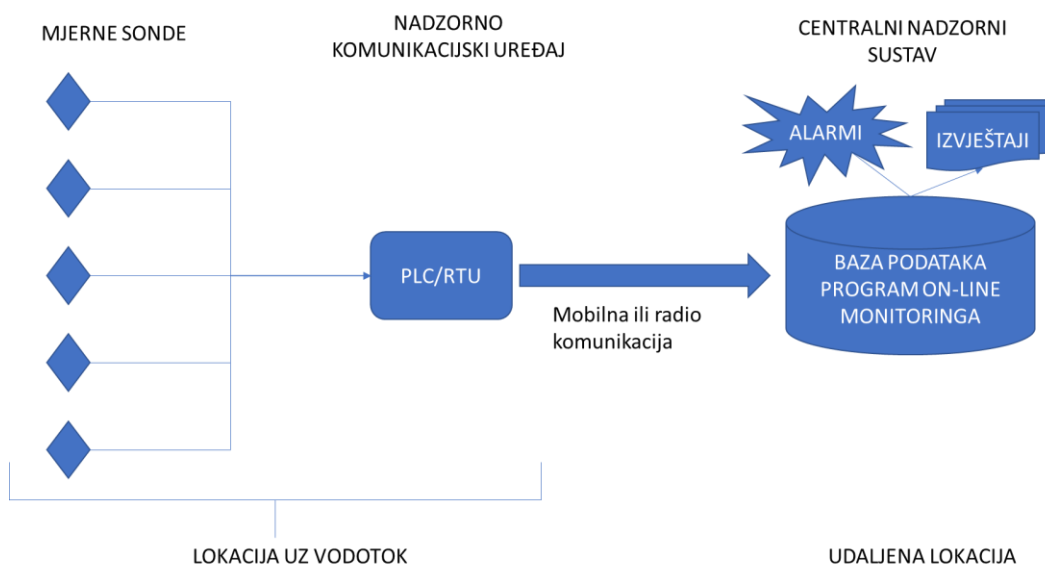 MJERNE SONDE
NADZORNO
KOMUNIKACIJSKI UREĐAJ
CENTRALNI NADZORNI
SUSTAV
ALARMI
IZVJEŠTAJI
PLC/RTU
BAZA PODATAKA
PROGRAM ON-LINE
MONITORINGA
Mobilna ili radio
komunikacija
LOKACIJA UZ VODOTOK
UDALJENA LOKACIJA